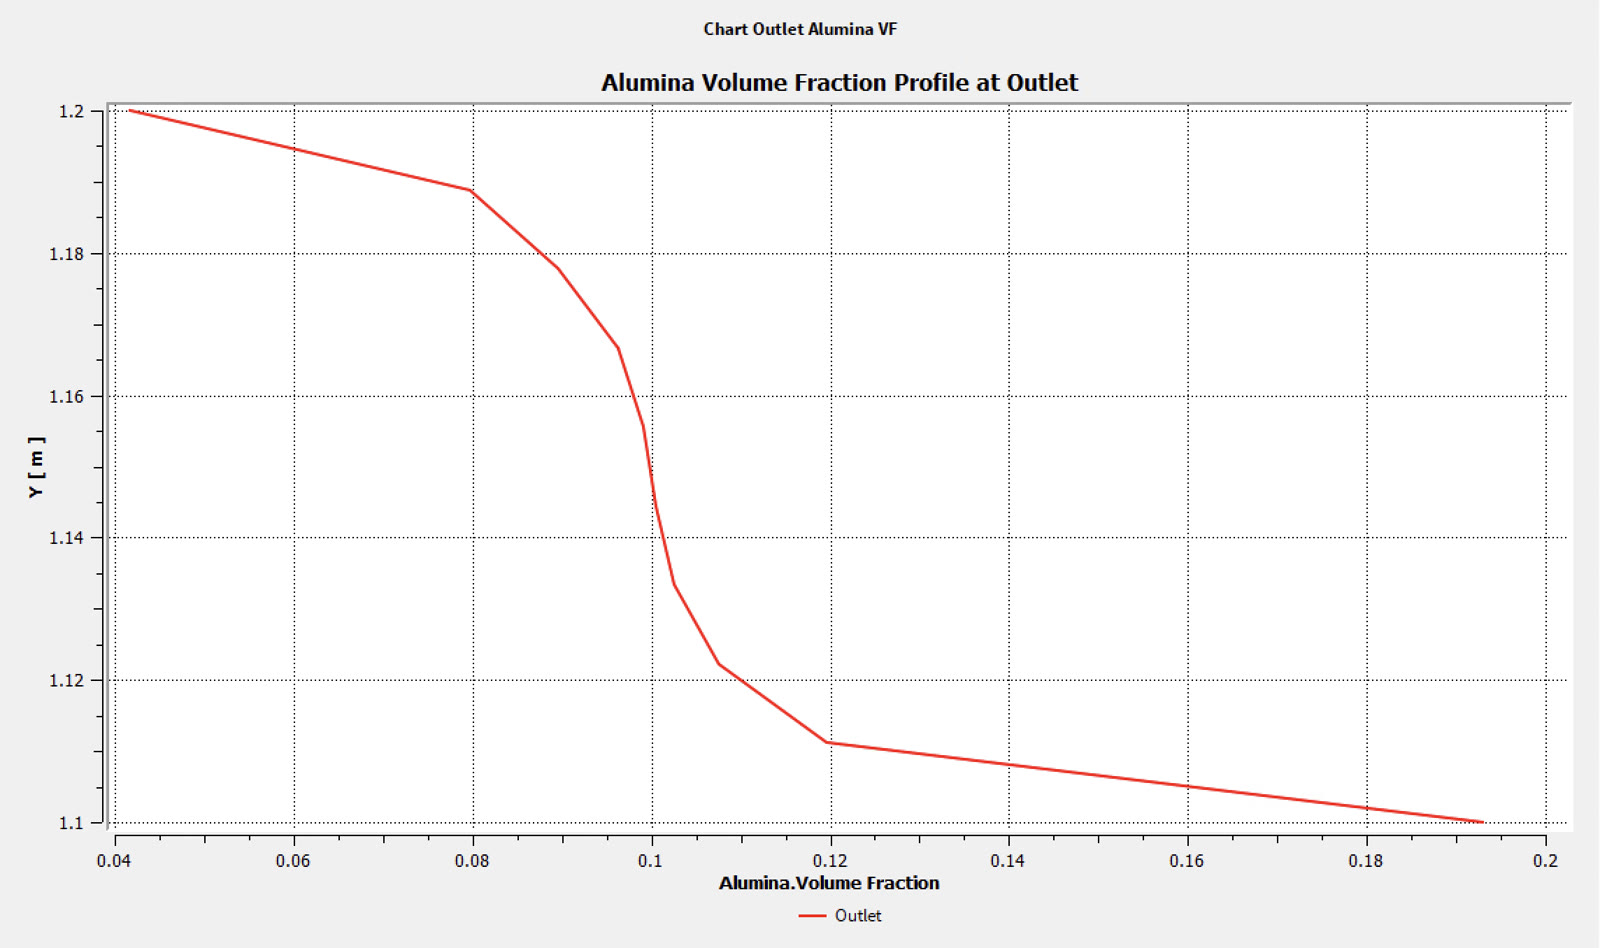 Chart Outlet Alumina VF
Alumina Volume Fraction Profile at Outlet
1.2
1.18
1.16
1.14
1.12
1.1
Y [ m ]
0.04 0.06 0.08 0.1 0.12 0.14 0.16 0.18 0.2
Alumina.Volume Fraction
Outlet